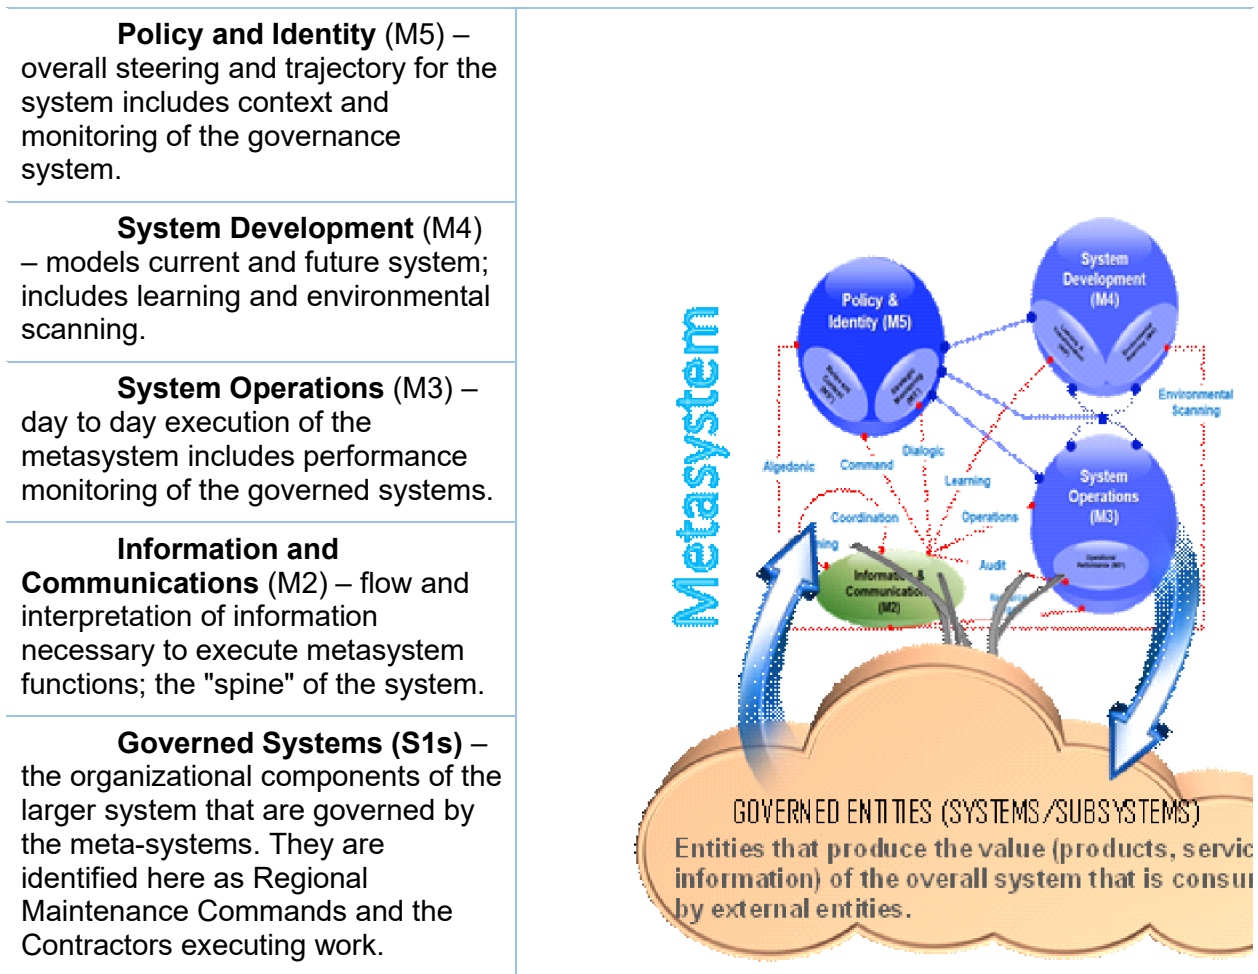 Policy and Identity (M5) –
overall steering and trajectory for the
system includes context and
monitoring of the governance
system.
System Development (M4)
– models current and future system;
includes learning and environmental
scanning.
System Operations (M3) –
day to day execution of the
metasystem includes performance
monitoring of the governed systems.
Information and
Communications (M2) – flow and
interpretation of information
necessary to execute metasystem
functions; the "spine" of the system.
Governed Systems (S1s) –
the organizational components of the
larger system that are governed by
the meta-systems. They are
identified here as Regional
Maintenance Commands and the
Contractors executing work.
Metasystem
Policy &
Identity (M5)
System
Development
(M4)
Environmental
Scanning
System
Operations
(M3)
Algedonic
Command
Dialogic
Learning
Coordination
Operations
Audit
Information &
Communications
(M2)
GOVERNED ENTITIES (SYSTEMS/SUBSYSTEMS)
Entities that produce the value (products, servic
information) of the overall system that is consu
by external entities.